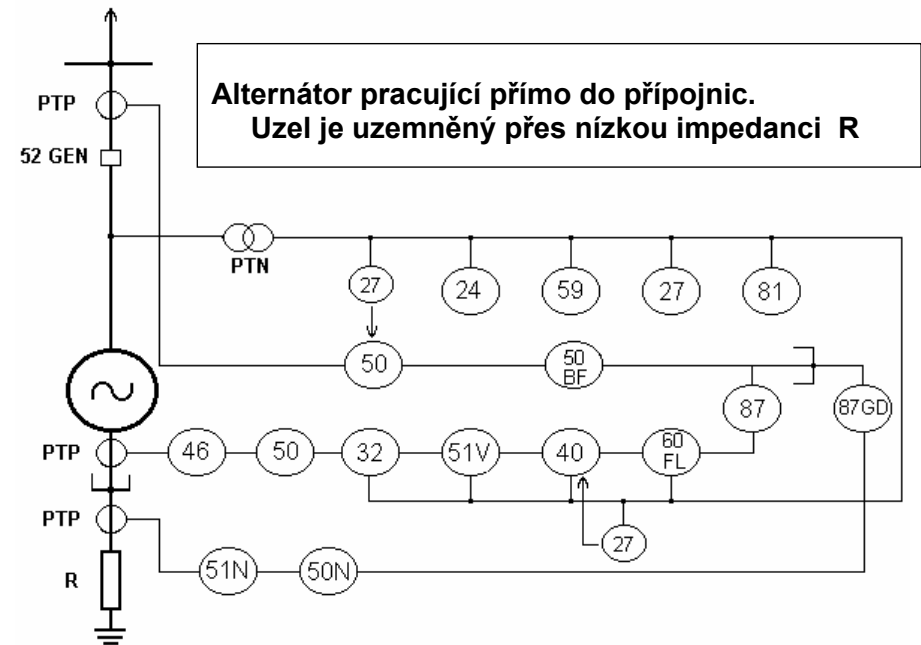 Alternátor pracující přímo do přípojnic.
Uzel je uzemněný přes nízkou impedanci R
PTP
52 GEN
PTN
27
24
59
27
81
50
50
BF
87
87GD
PTP
46
50
32
51V
40
60
FL
PTP
27
51N
50N
R